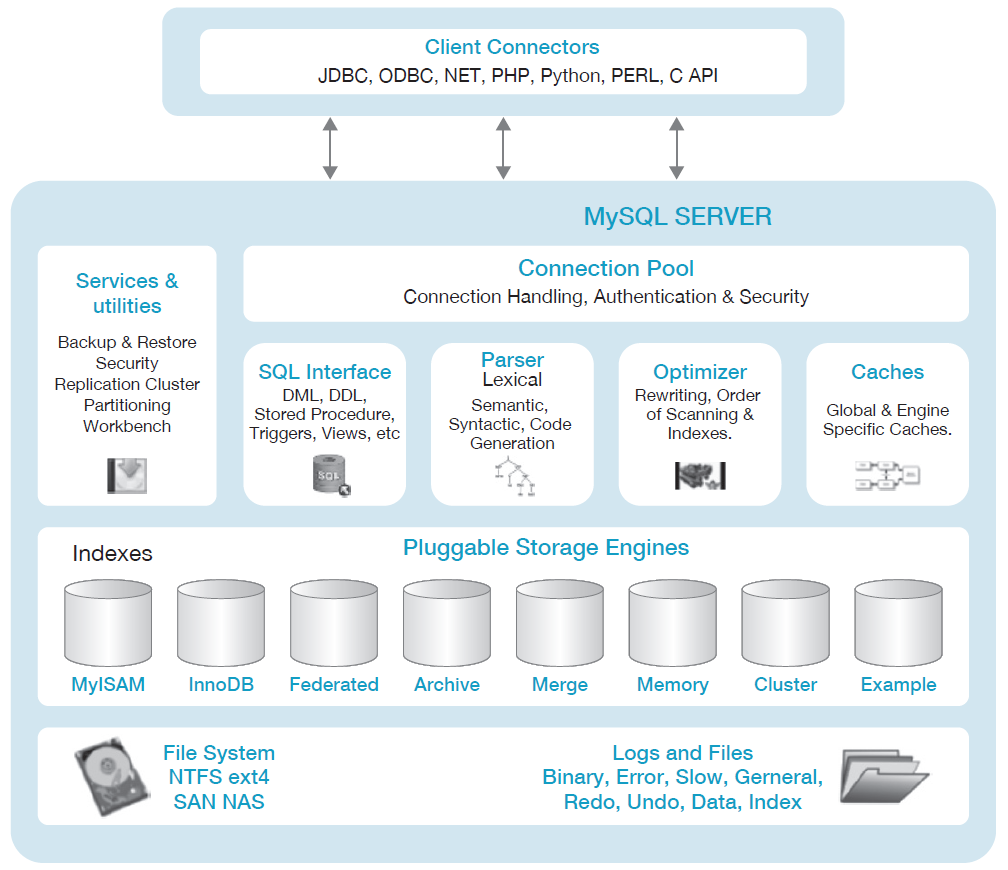 Client Connectors
JDBC, ODBC, NET, PHP, Python, PERL, C API
MySQL SERVER
Services &
utilities
Backup & Restore
Security
Replication Cluster
Partitioning
Workbench
Connection Pool
Connection Handling, Authentication & Security
SQL Interface
DML, DDL,
Stored Procedure,
Triggers, Views, etc
SQL
Parser
Lexical
Semantic,
Syntactic, Code
Generation
Optimizer
Rewriting, Order
of Scanning &
Indexes.
Caches
Global & Engine
Specific Caches.
Indexes
Pluggable Storage Engines
MyISAM
InnoDB
Federated
Archive
Merge
Memory
Cluster
Example
File System
NTFS ext4
SAN NAS
Logs and Files
Binary, Error, Slow, Gerneral,
Redo, Undo, Data, Index